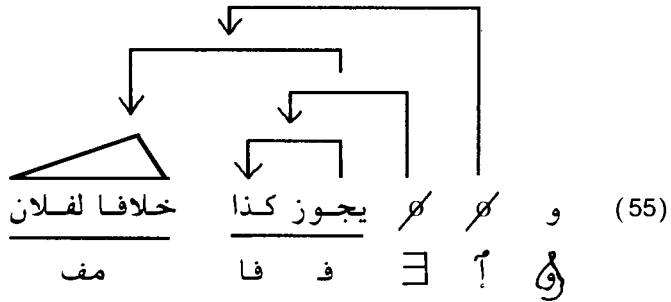 (55) و ∅ ∅ يجوز كذا خلافا لفلان
أ ∃ ف فا مف